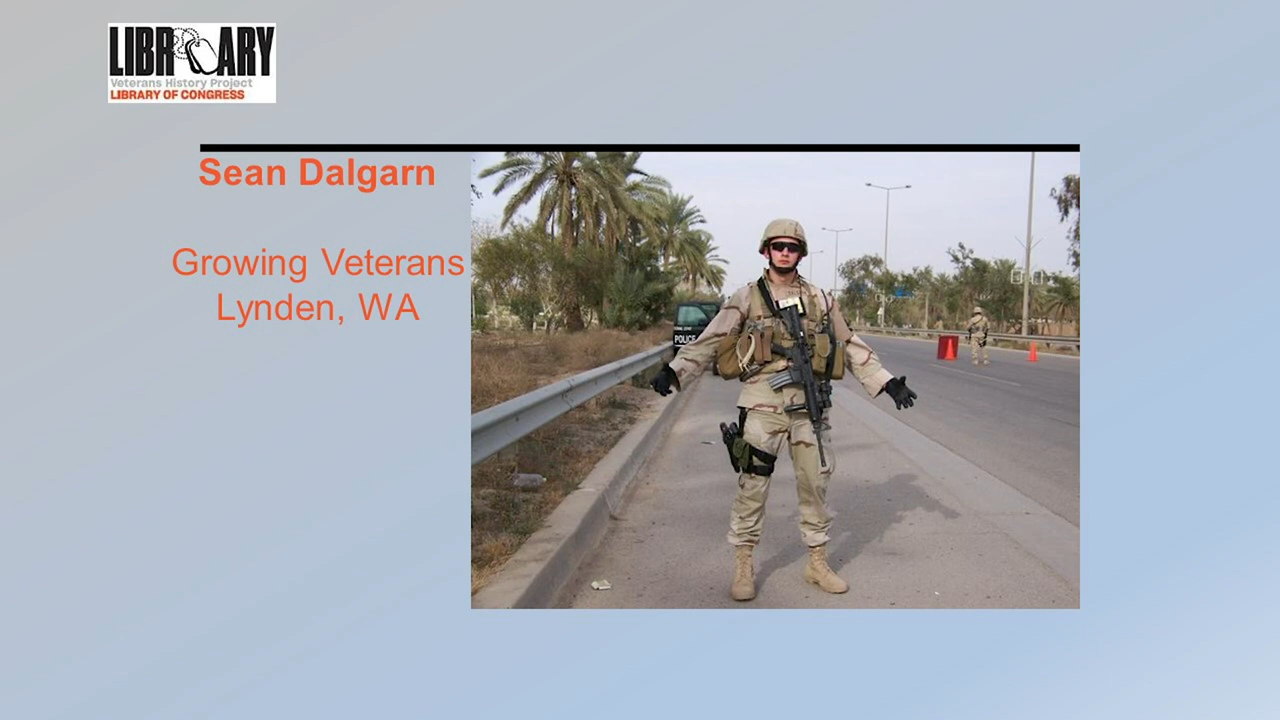 LIBRARY
Veterans History Project
LIBRARY OF CONGRESS
Sean Dalgarn
Growing Veterans
Lynden, WA
POLICE